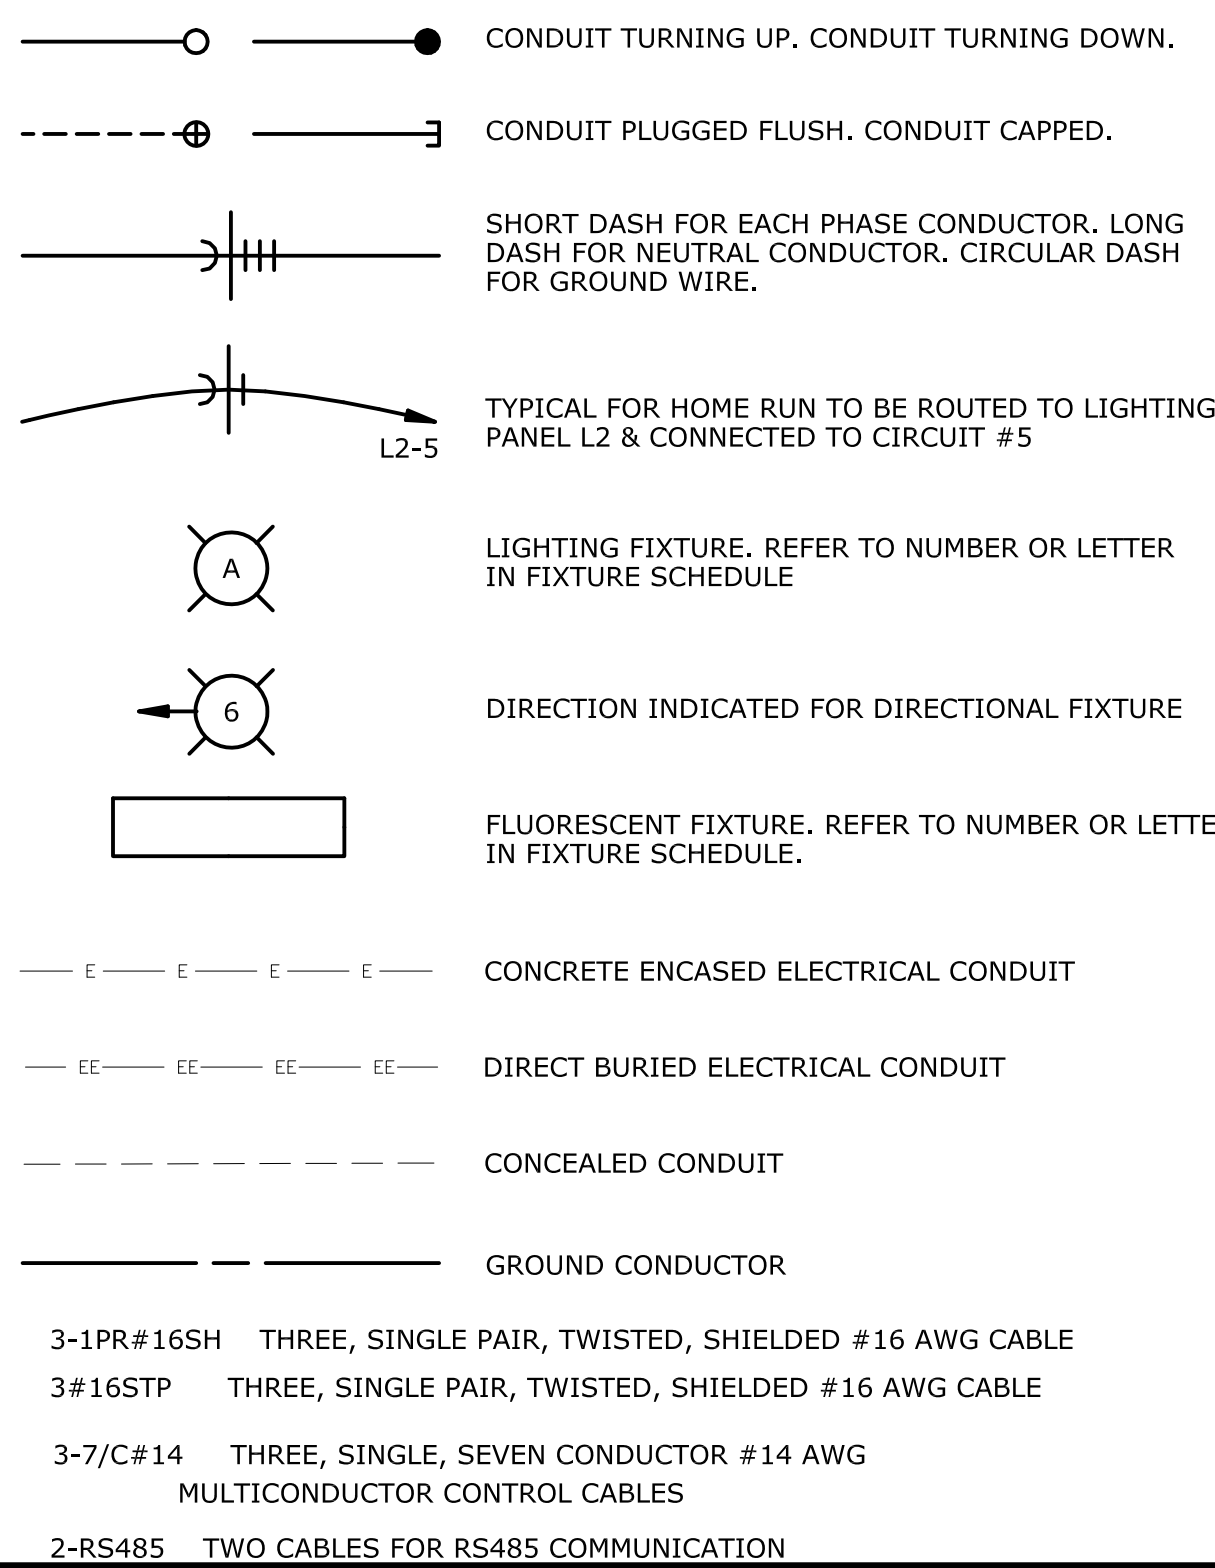 CONDUIT TURNING UP. CONDUIT TURNING DOWN.
CONDUIT PLUGGED FLUSH. CONDUIT CAPPED.
SHORT DASH FOR EACH PHASE CONDUCTOR. LONG
DASH FOR NEUTRAL CONDUCTOR. CIRCULAR DASH
FOR GROUND WIRE.
L2-5
TYPICAL FOR HOME RUN TO BE ROUTED TO LIGHTING
PANEL L2 & CONNECTED TO CIRCUIT #5
A
LIGHTING FIXTURE. REFER TO NUMBER OR LETTER
IN FIXTURE SCHEDULE
6
DIRECTION INDICATED FOR DIRECTIONAL FIXTURE
FLUORESCENT FIXTURE. REFER TO NUMBER OR LETTE
IN FIXTURE SCHEDULE.
E E E E
CONCRETE ENCASED ELECTRICAL CONDUIT
EE EE EE EE
DIRECT BURIED ELECTRICAL CONDUIT
CONCEALED CONDUIT
GROUND CONDUCTOR
3-1PR#16SH THREE, SINGLE PAIR, TWISTED, SHIELDED #16 AWG CABLE
3#16STP THREE, SINGLE PAIR, TWISTED, SHIELDED #16 AWG CABLE
3-7/C#14 THREE, SINGLE, SEVEN CONDUCTOR #14 AWG
MULTICONDUCTOR CONTROL CABLES
2-RS485 TWO CABLES FOR RS485 COMMUNICATION